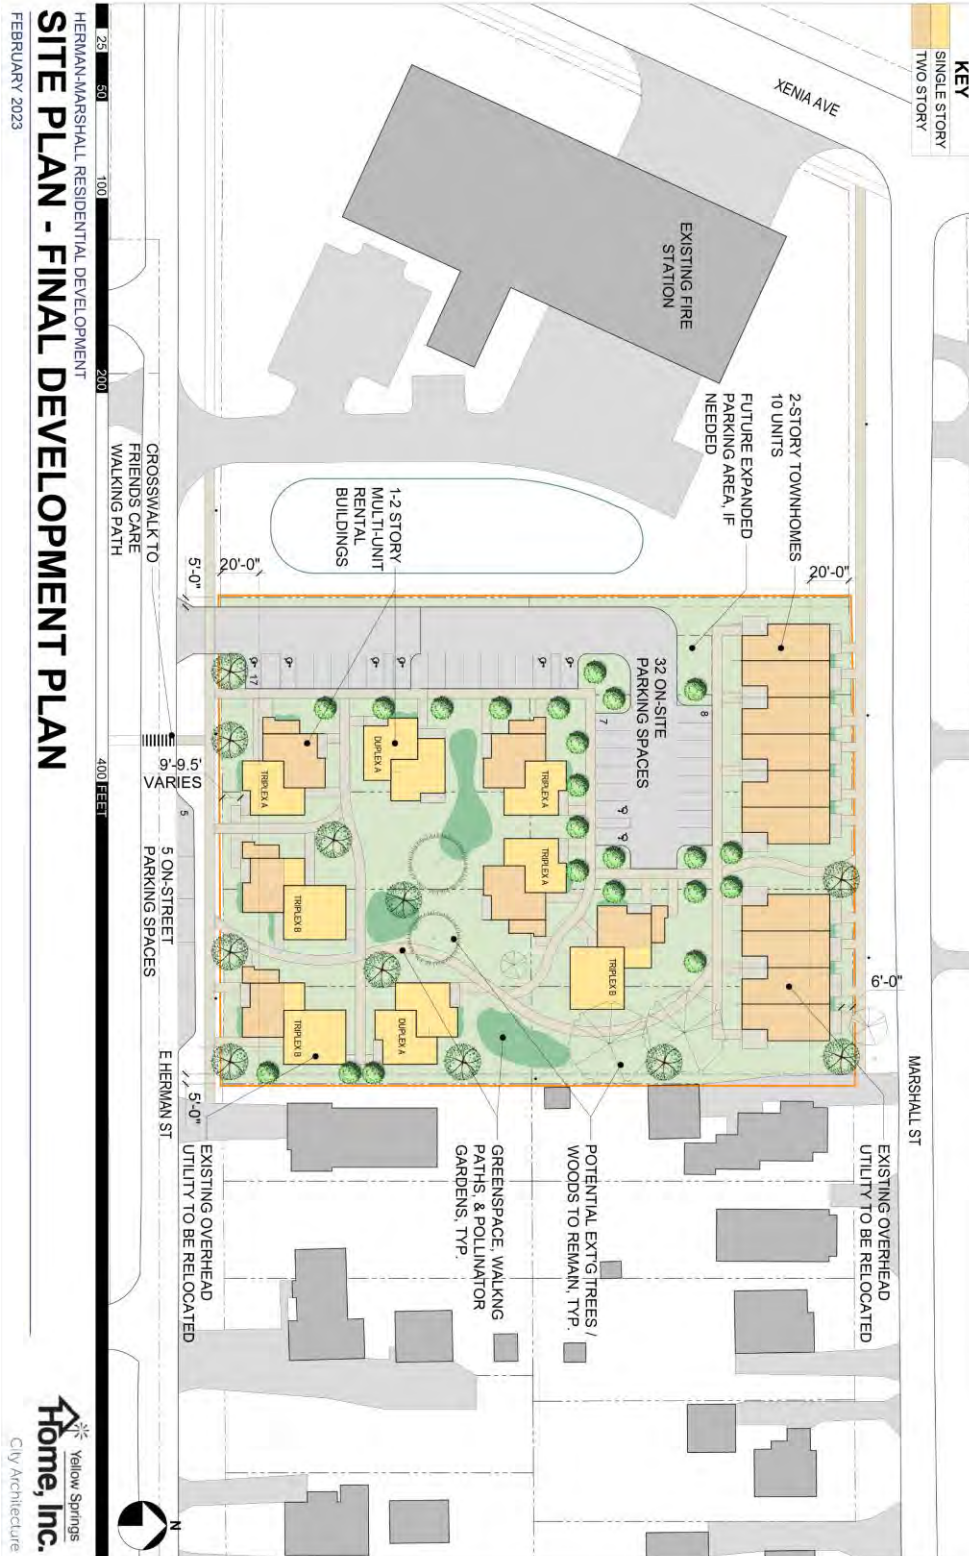 KEY
SINGLE STORY
TWO STORY
XENIA AVE
EXISTING FIRE
STATION
2-STORY TOWNHOMES
10 UNITS
FUTURE EXPANDED
PARKING AREA, IF
NEEDED
1-2 STORY
MULTI-UNIT
RENTAL
BUILDINGS
CROSSWALK TO
FRIENDS CARE
WALKING PATH
20'-0"
20'-0"
5'-0"
32 ON-SITE
PARKING SPACES
17
7
8
TRIPLEX A
DUPLEX A
TRIPLEX A
TRIPLEX A
TRIPLEX B
TRIPLEX B
TRIPLEX B
DUPLEX A
9'-9.5'
VARIES
5
5 ON-STREET
PARKING SPACES
E HERMAN ST
5'-0"
6'-0"
MARSHALL ST
EXISTING OVERHEAD
UTILITY TO BE RELOCATED
POTENTIAL EXT'G TREES /
WOODS TO REMAIN, TYP.
GREENSPACE, WALKNG
PATHS, & POLLINATOR
GARDENS, TYP.
EXISTING OVERHEAD
UTILITY TO BE RELOCATED
25 50 100 200 400 FEET
HERMAN-MARSHALL RESIDENTIAL DEVELOPMENT
SITE PLAN - FINAL DEVELOPMENT PLAN
FEBRUARY 2023
N
Yellow Springs
Home, Inc.
City Architecture